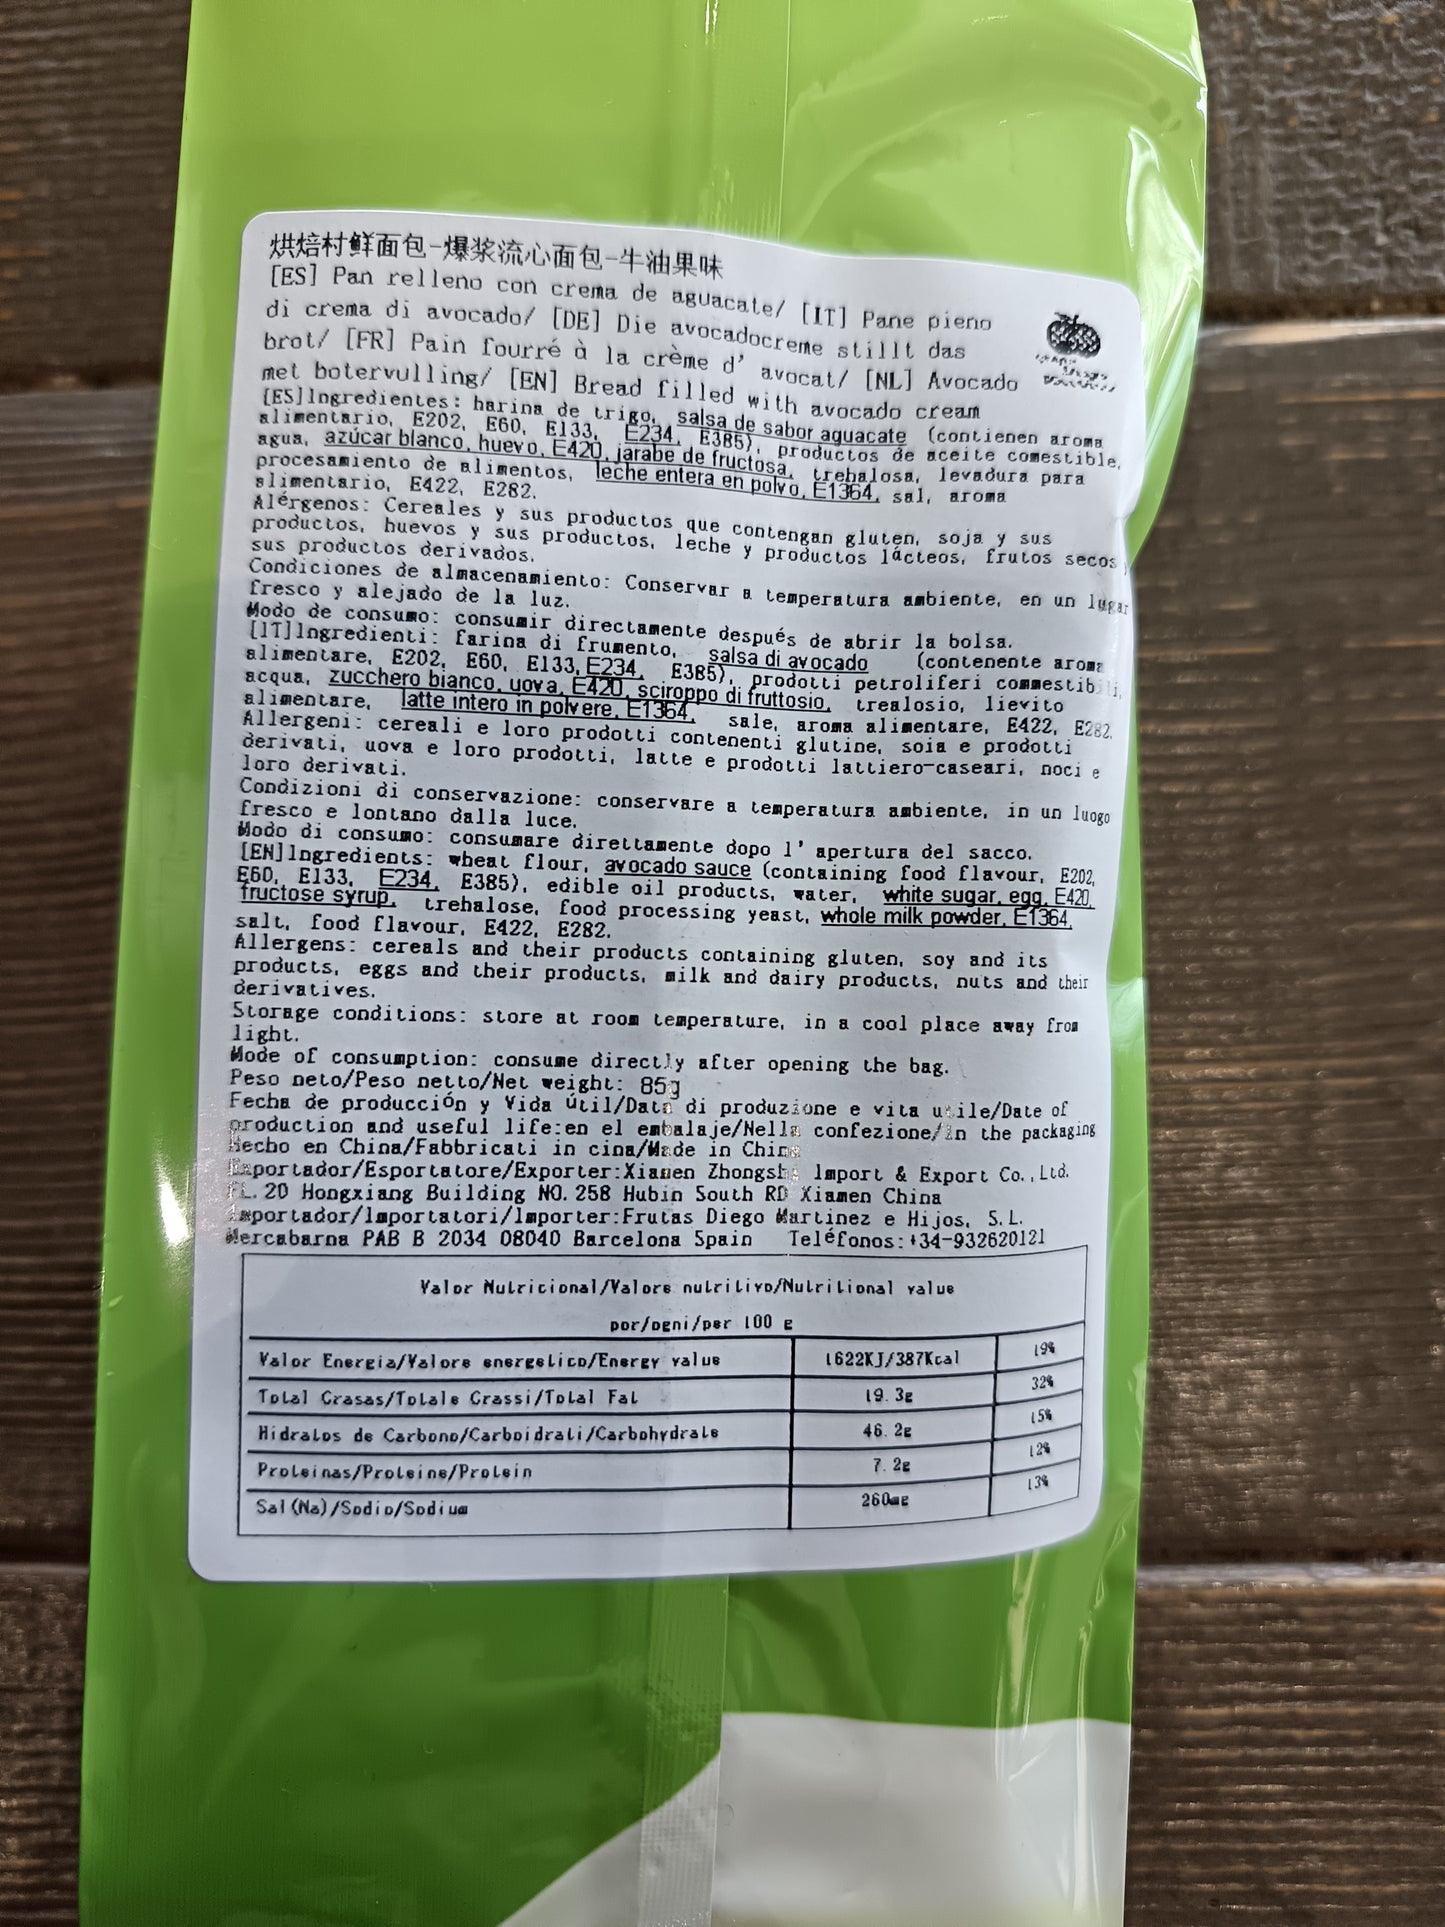 烘焙村鲜面包-爆浆流心面包-牛油果味
[ES] Pan relleno con crema de aguacate/ [IT] Pane pieno
di crema di avocado/ [DE] Die avocadocreme stillt das
brot/ [FR] Pain fourré à la crème d' avocat/ [NL] Avocado
met botervulling/ [EN] Bread filled with avocado cream
[ES]Ingredientes: harina de trigo, salsa de sabor aguacate (contienen aroma
alimentario, E202, E60, E133, E234, E385), productos de aceite comestible,
agua, azúcar blanco, huevo, E420, jarabe de fructosa, trehalosa, levadura para
procesamiento de alimentos, leche entera en polvo, E1364, sal, aroma
alimentario, E422, E282.
Alérgenos: Cereales y sus productos que contengan gluten, soja y sus
productos, huevos y sus productos, leche y productos lácteos, frutos secos y
sus productos derivados.
Condiciones de almacenamiento: Conservar a temperatura ambiente, en un lugar
fresco y alejado de la luz.
Modo de consumo: consumir directamente después de abrir la bolsa.
[IT]Ingredienti: farina di frumento, salsa di avocado (contenente aroma
alimentare, E202, E60, E133, E234, E385), prodotti petroliferi commestibili,
acqua, zucchero bianco, uova, E420, sciroppo di fruttosio, trealosio, lievito
alimentare, latte intero in polvere, E1364, sale, aroma alimentare, E422, E282.
Allergeni: cereali e loro prodotti contenenti glutine, soia e prodotti
derivati, uova e loro prodotti, latte e prodotti lattiero-caseari, noci e
loro derivati.
Condizioni di conservazione: conservare a temperatura ambiente, in un luogo
fresco e lontano dalla luce.
Modo di consumo: consumare direttamente dopo l' apertura del sacco.
[EN]Ingredients: wheat flour, avocado sauce (containing food flavour, E202,
E60, E133, E234, E385), edible oil products, water, white sugar, egg, E420,
fructose syrup, trehalose, food processing yeast, whole milk powder, E1364,
salt, food flavour, E422, E282.
Allergens: cereals and their products containing gluten, soy and its
products, eggs and their products, milk and dairy products, nuts and their
derivatives.
Storage conditions: store at room temperature, in a cool place away from
light.
Mode of consumption: consume directly after opening the bag.
Peso neto/Peso netto/Net weight: 85g
Fecha de producción y Vida útil/Data di produzione e vita utile/Date of
production and useful life:en el embalaje/Nella confezione/in the packaging
Hecho en China/Fabbricati in cina/Made in China
Exportador/Esportatore/Exporter:Xiamen Zhongshi Import & Export Co.,Ltd.
FL.20 Hongxiang Building NO.258 Hubin South RD Xiamen China
Importador/Importatori/Importer:Frutas Diego Martinez e Hijos, S.L.
Mercabarna PAB B 2034 08040 Barcelona Spain Teléfonos:+34-932620121
Valor Nutricional/Valore nutritivo/Nutritional value
por/ogni/per 100 g
Valor Energia/Valore energetico/Energy value 1622KJ/387Kcal 19%
Total Grasas/Totale Grassi/Total Fat 19.3g 32%
Hidratos de Carbono/Carboidrati/Carbohydrate 46.2g 15%
Proteinas/Proteine/Protein 7.2g 12%
Sal(Na)/Sodio/Sodium 260mg 13%